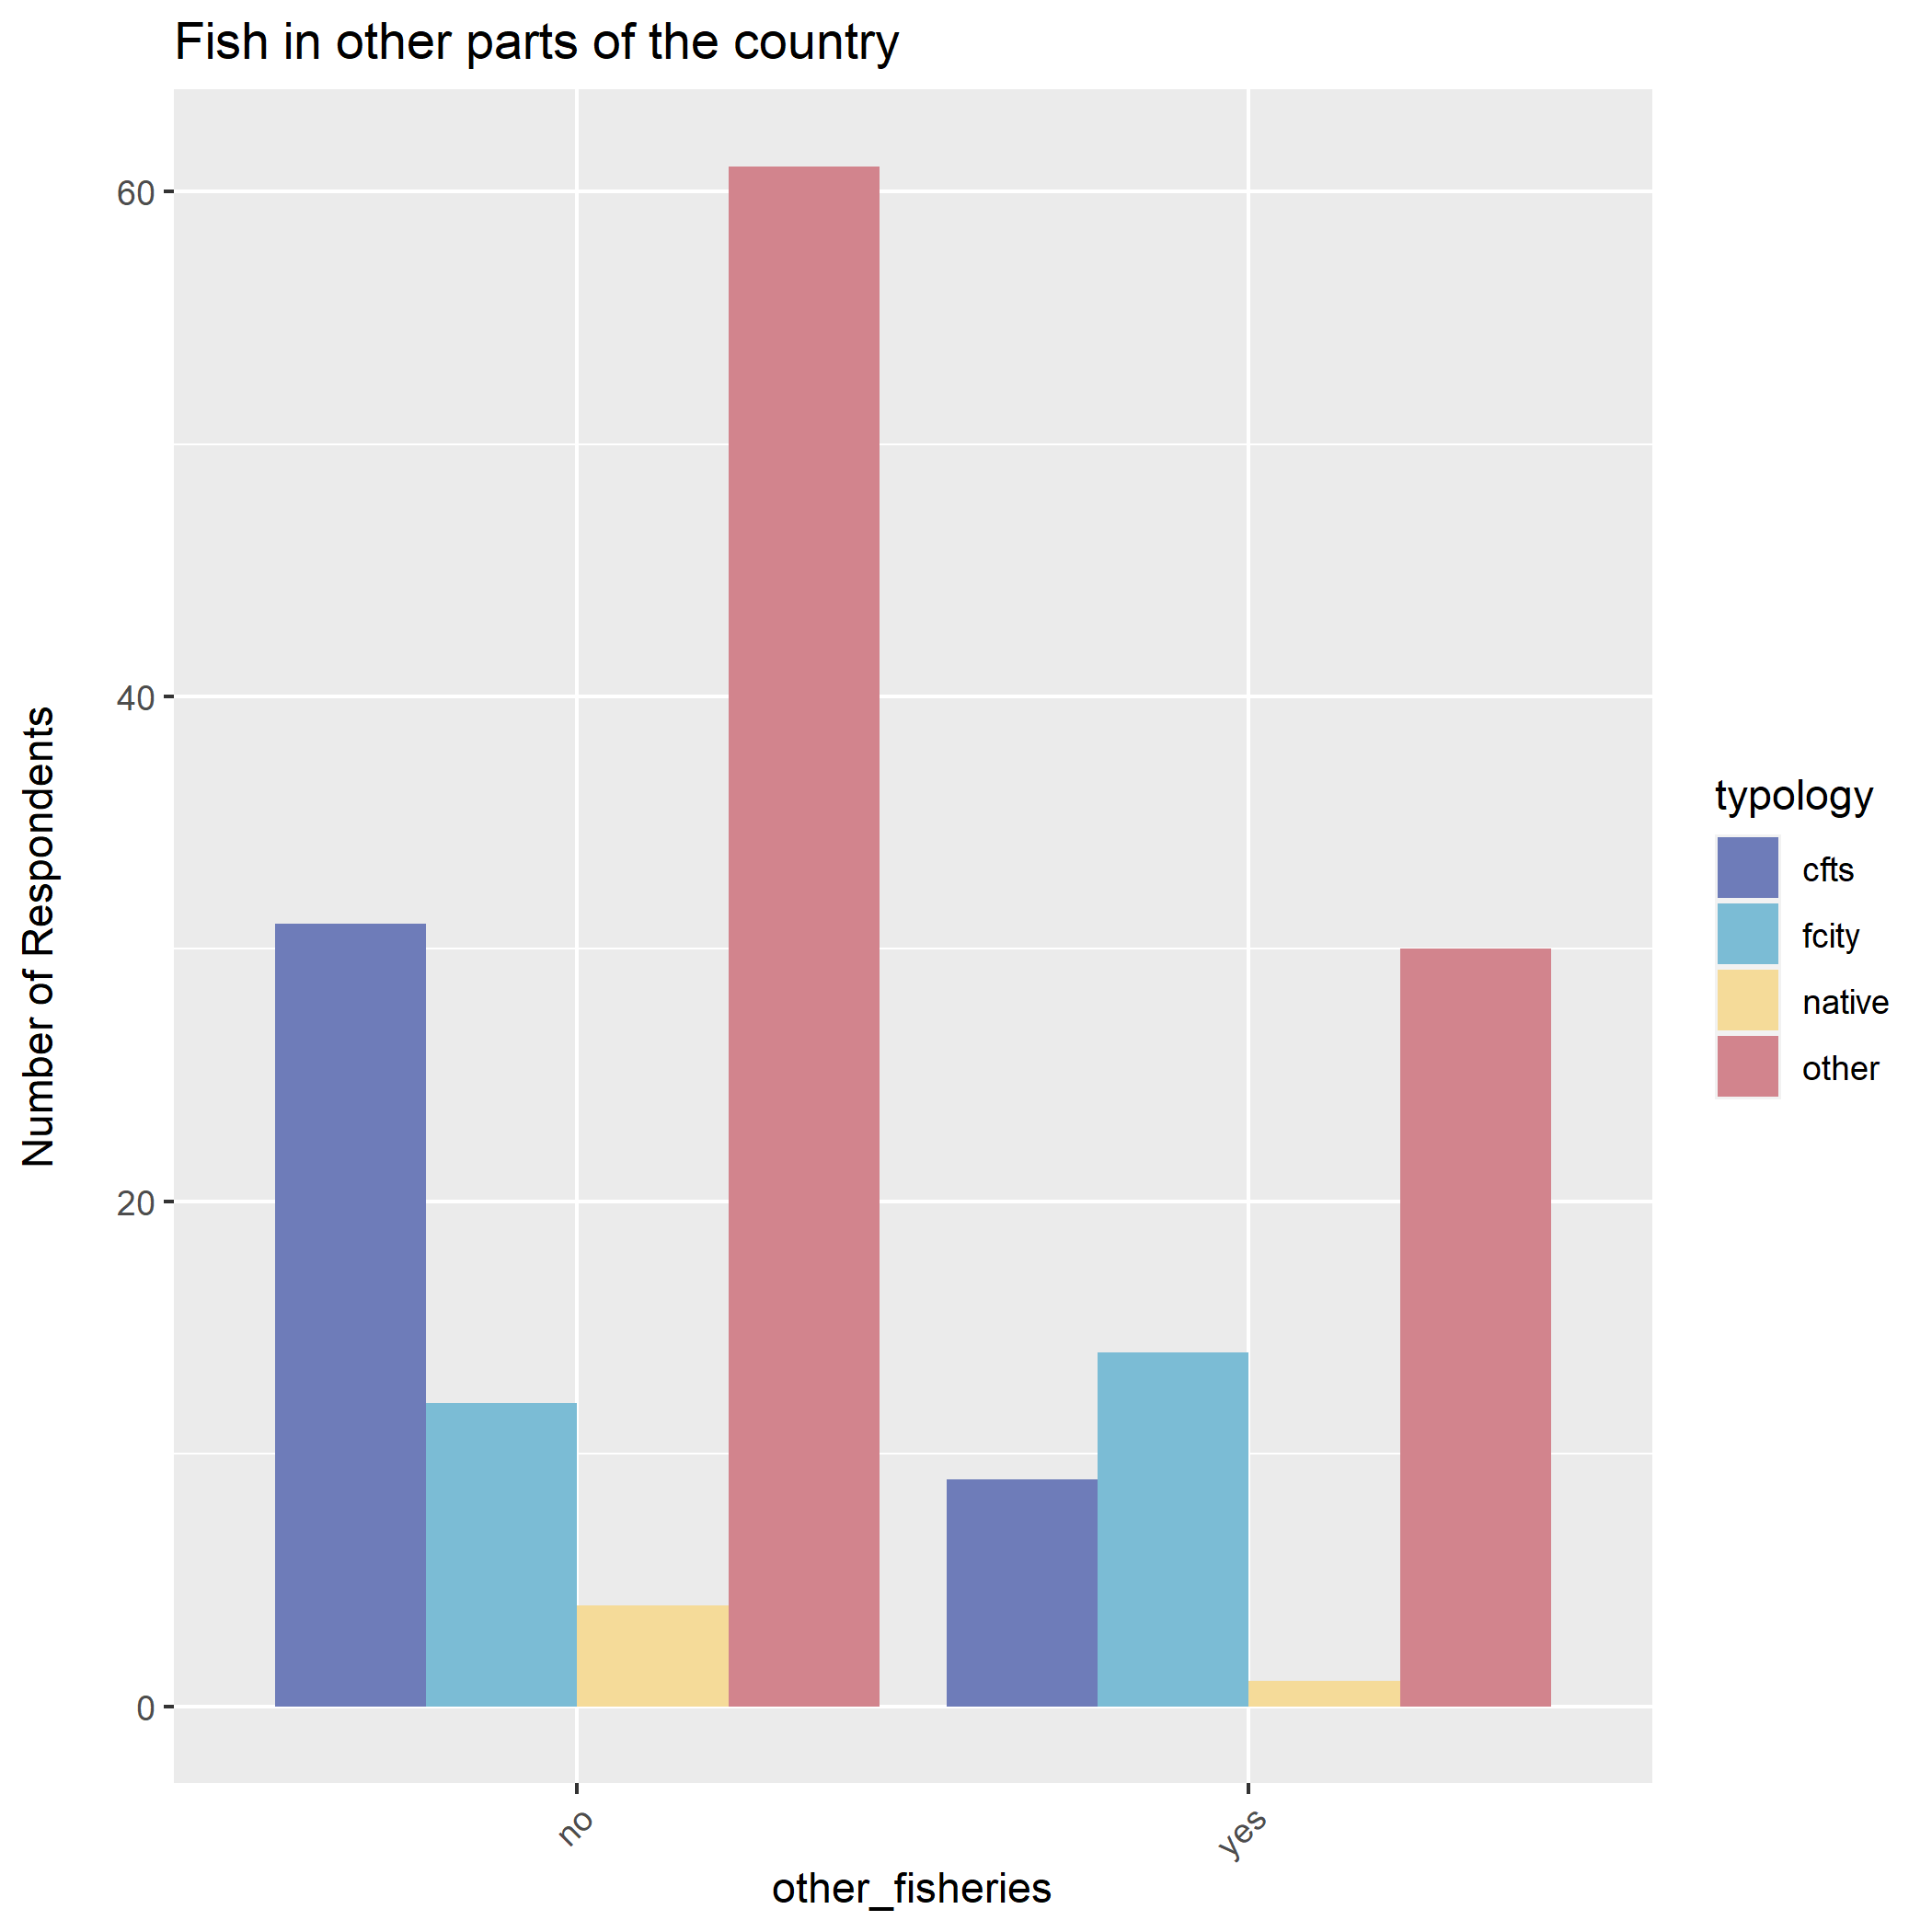 Fish in other parts of the country
Number of Respondents
60
40
20
0
no
yes
other_fisheries
typology
cfts
fcity
native
other